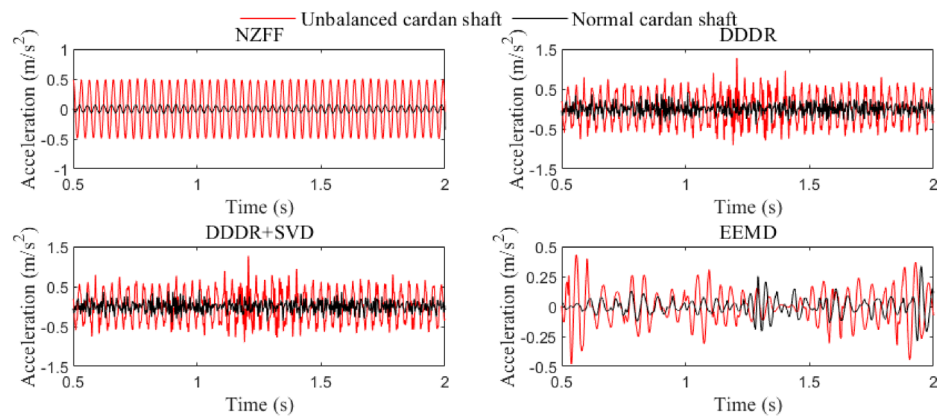 Unbalanced cardan shaft Normal cardan shaft
NZFF
Acceleration (m/s²)
1
0.5
0
-0.5
-1
0.5 1 1.5 2
Time (s)
DDDR
Acceleration (m/s²)
1.5
0.5
-0.5
-1.5
0.5 1 1.5 2
Time (s)
DDDR+SVD
Acceleration (m/s²)
1.5
0.5
-0.5
-1.5
0.5 1 1.5 2
Time (s)
EEMD
Acceleration (m/s²)
0.5
0.25
0
-0.25
-0.5
0.5 1 1.5 2
Time (s)